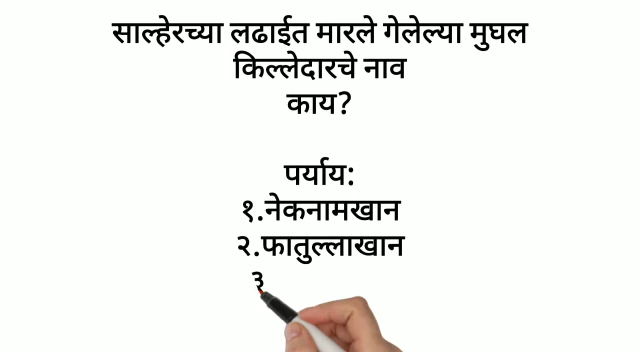 साल्हेरच्या लढाईत मारले गेलेल्या मुघल
किल्लेदारचे नाव
काय?
पर्याय:
१.नेकनामखान
२.फातुल्लाखान
३